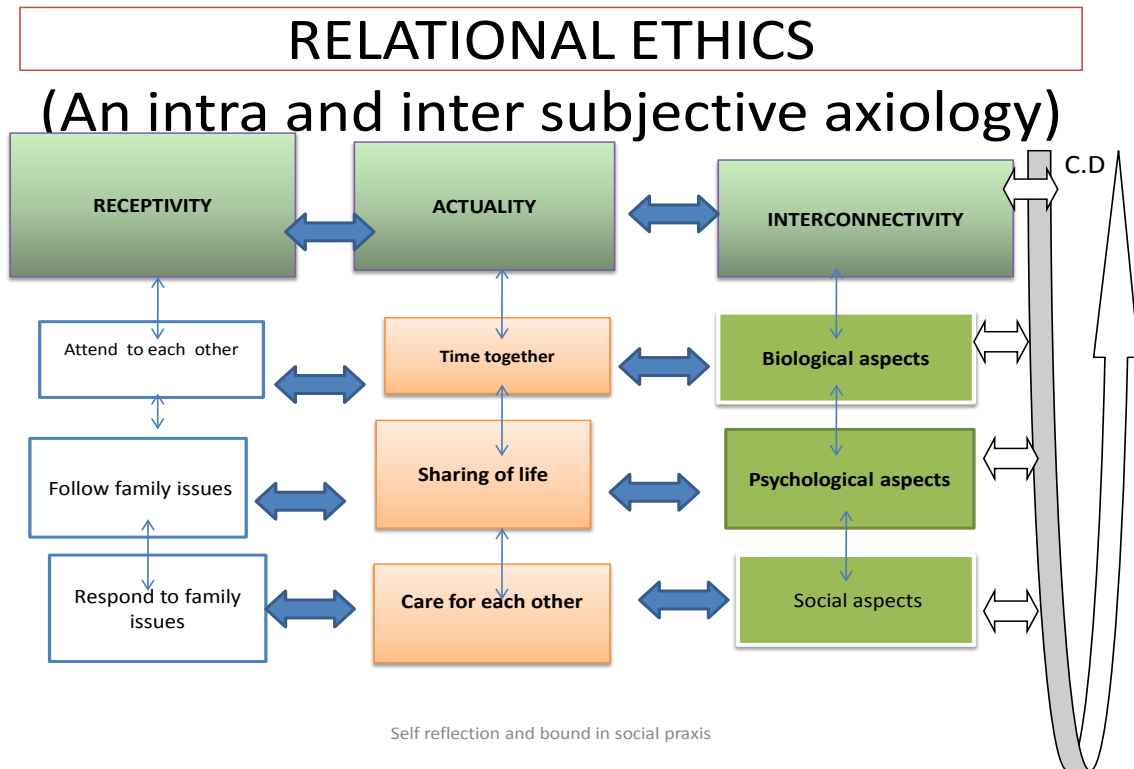 RELATIONAL ETHICS
(An intra and inter subjective axiology)
C.D
RECEPTIVITY
ACTUALITY
INTERCONNECTIVITY
Attend to each other
Time together
Biological aspects
Follow family issues
Sharing of life
Psychological aspects
Respond to family
issues
Care for each other
Social aspects
Self reflection and bound in social praxis